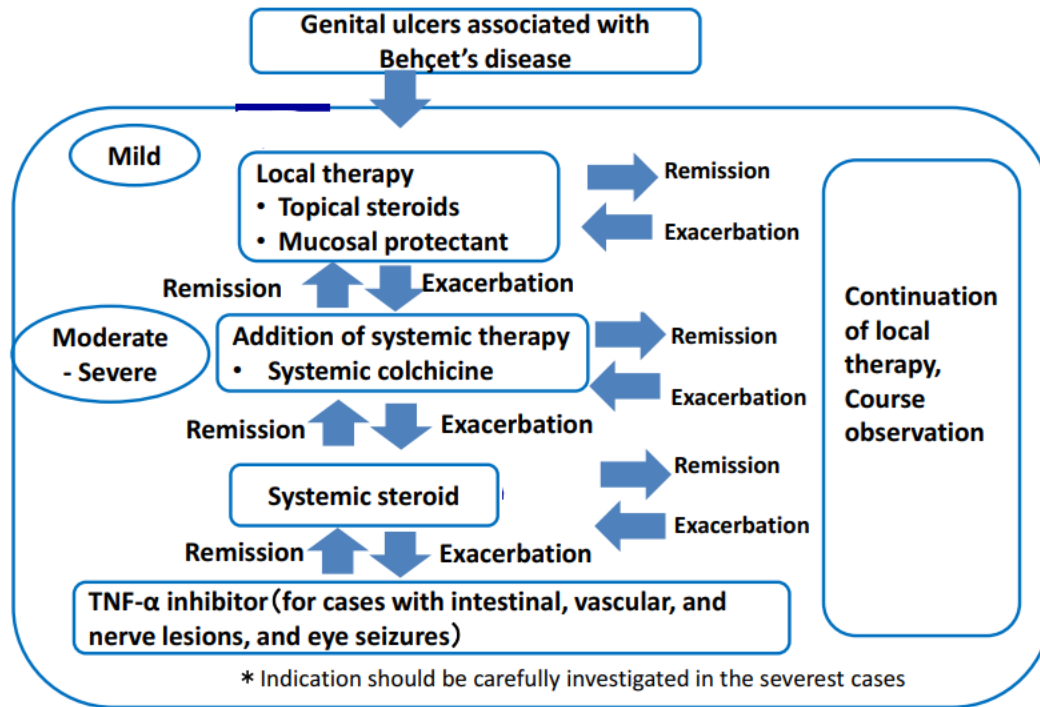 Genital ulcers associated with
Behçet’s disease
Mild
Local therapy
• Topical steroids
• Mucosal protectant
Remission
Exacerbation
Remission
Exacerbation
Moderate
- Severe
Addition of systemic therapy
• Systemic colchicine
Remission
Exacerbation
Remission
Exacerbation
Systemic steroid
Remission
Exacerbation
Remission
Exacerbation
TNF-α inhibitor(for cases with intestinal, vascular, and
nerve lesions, and eye seizures)
* Indication should be carefully investigated in the severest cases
Continuation
of local
therapy,
Course
observation